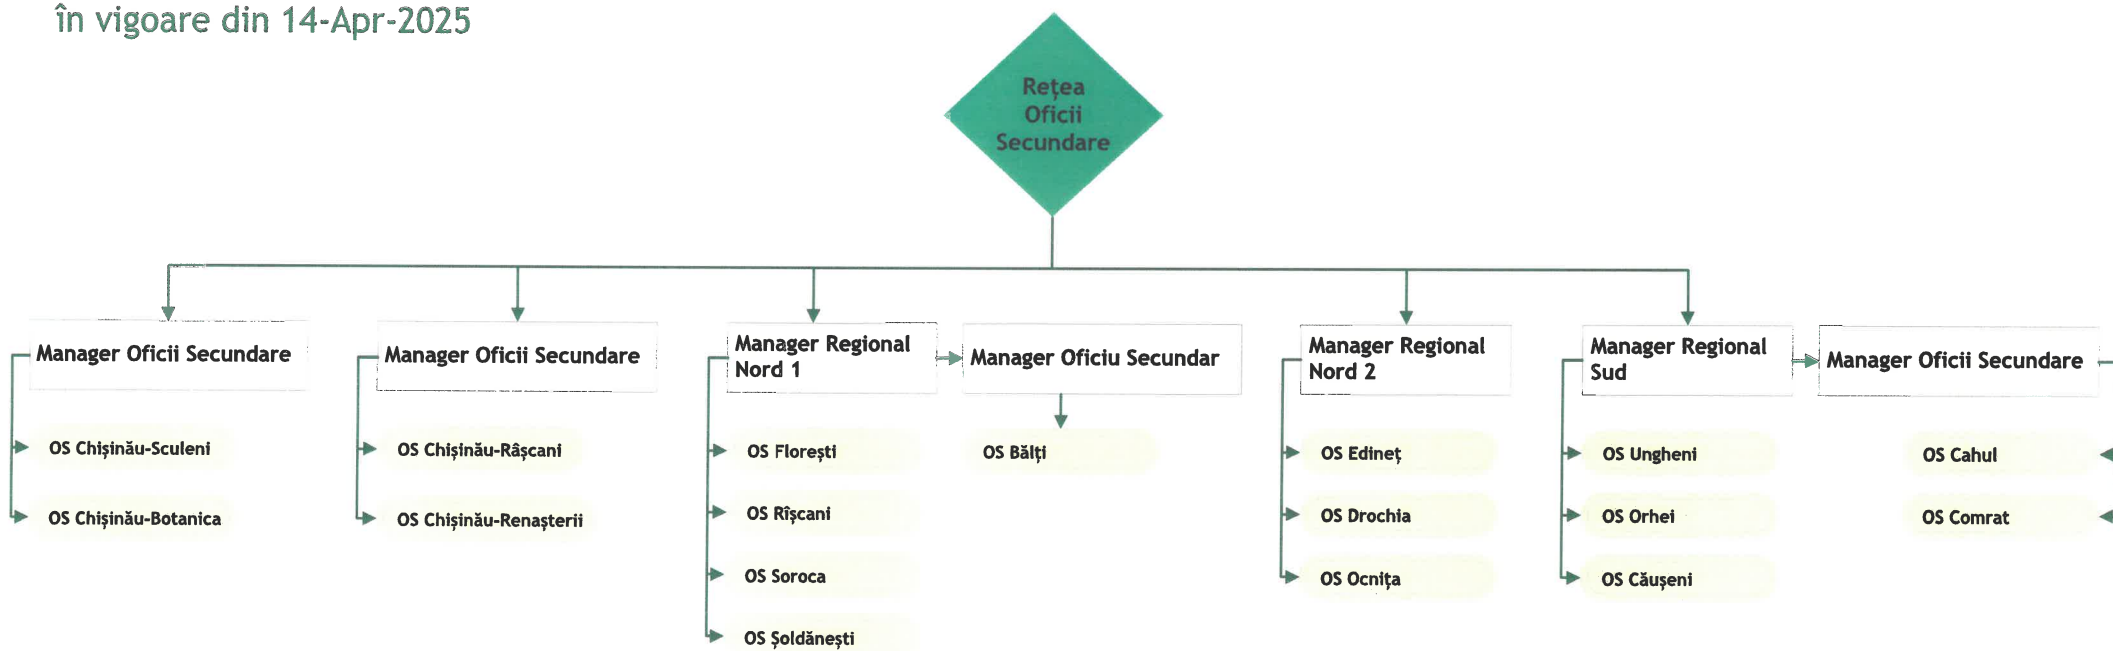 în vigoare din 14-Apr-2025
Rețea
Oficii
Secundare
Manager Oficii Secundare
OS Chișinău-Sculeni
OS Chișinău-Botanica
Manager Oficii Secundare
OS Chișinău-Râșcani
OS Chișinău-Renașterii
Manager Regional
Nord 1
OS Florești
OS Rîșcani
OS Soroca
OS Șoldănești
Manager Oficiu Secundar
OS Bălți
Manager Regional
Nord 2
OS Edineț
OS Drochia
OS Ocnița
Manager Regional
Sud
OS Ungheni
OS Orhei
OS Căușeni
Manager Oficii Secundare
OS Cahul
OS Comrat